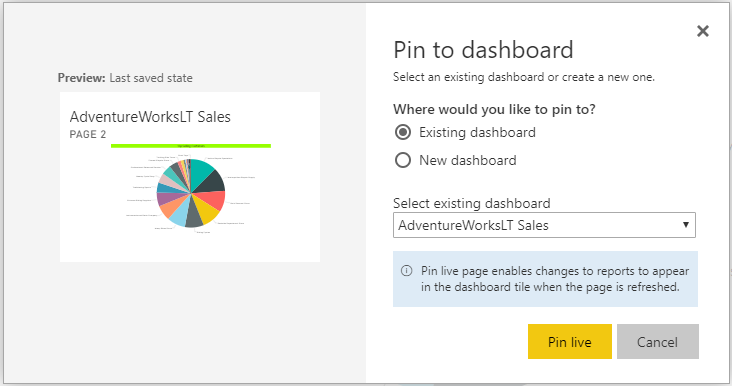 Pin to dashboard
Select an existing dashboard or create a new one.
Preview: Last saved state
AdventureWorksLT Sales
PAGE 2
Where would you like to pin to?
Existing dashboard
New dashboard
Select existing dashboard
AdventureWorksLT Sales
Pin live page enables changes to reports to appear
in the dashboard tile when the page is refreshed.
Pin live
Cancel